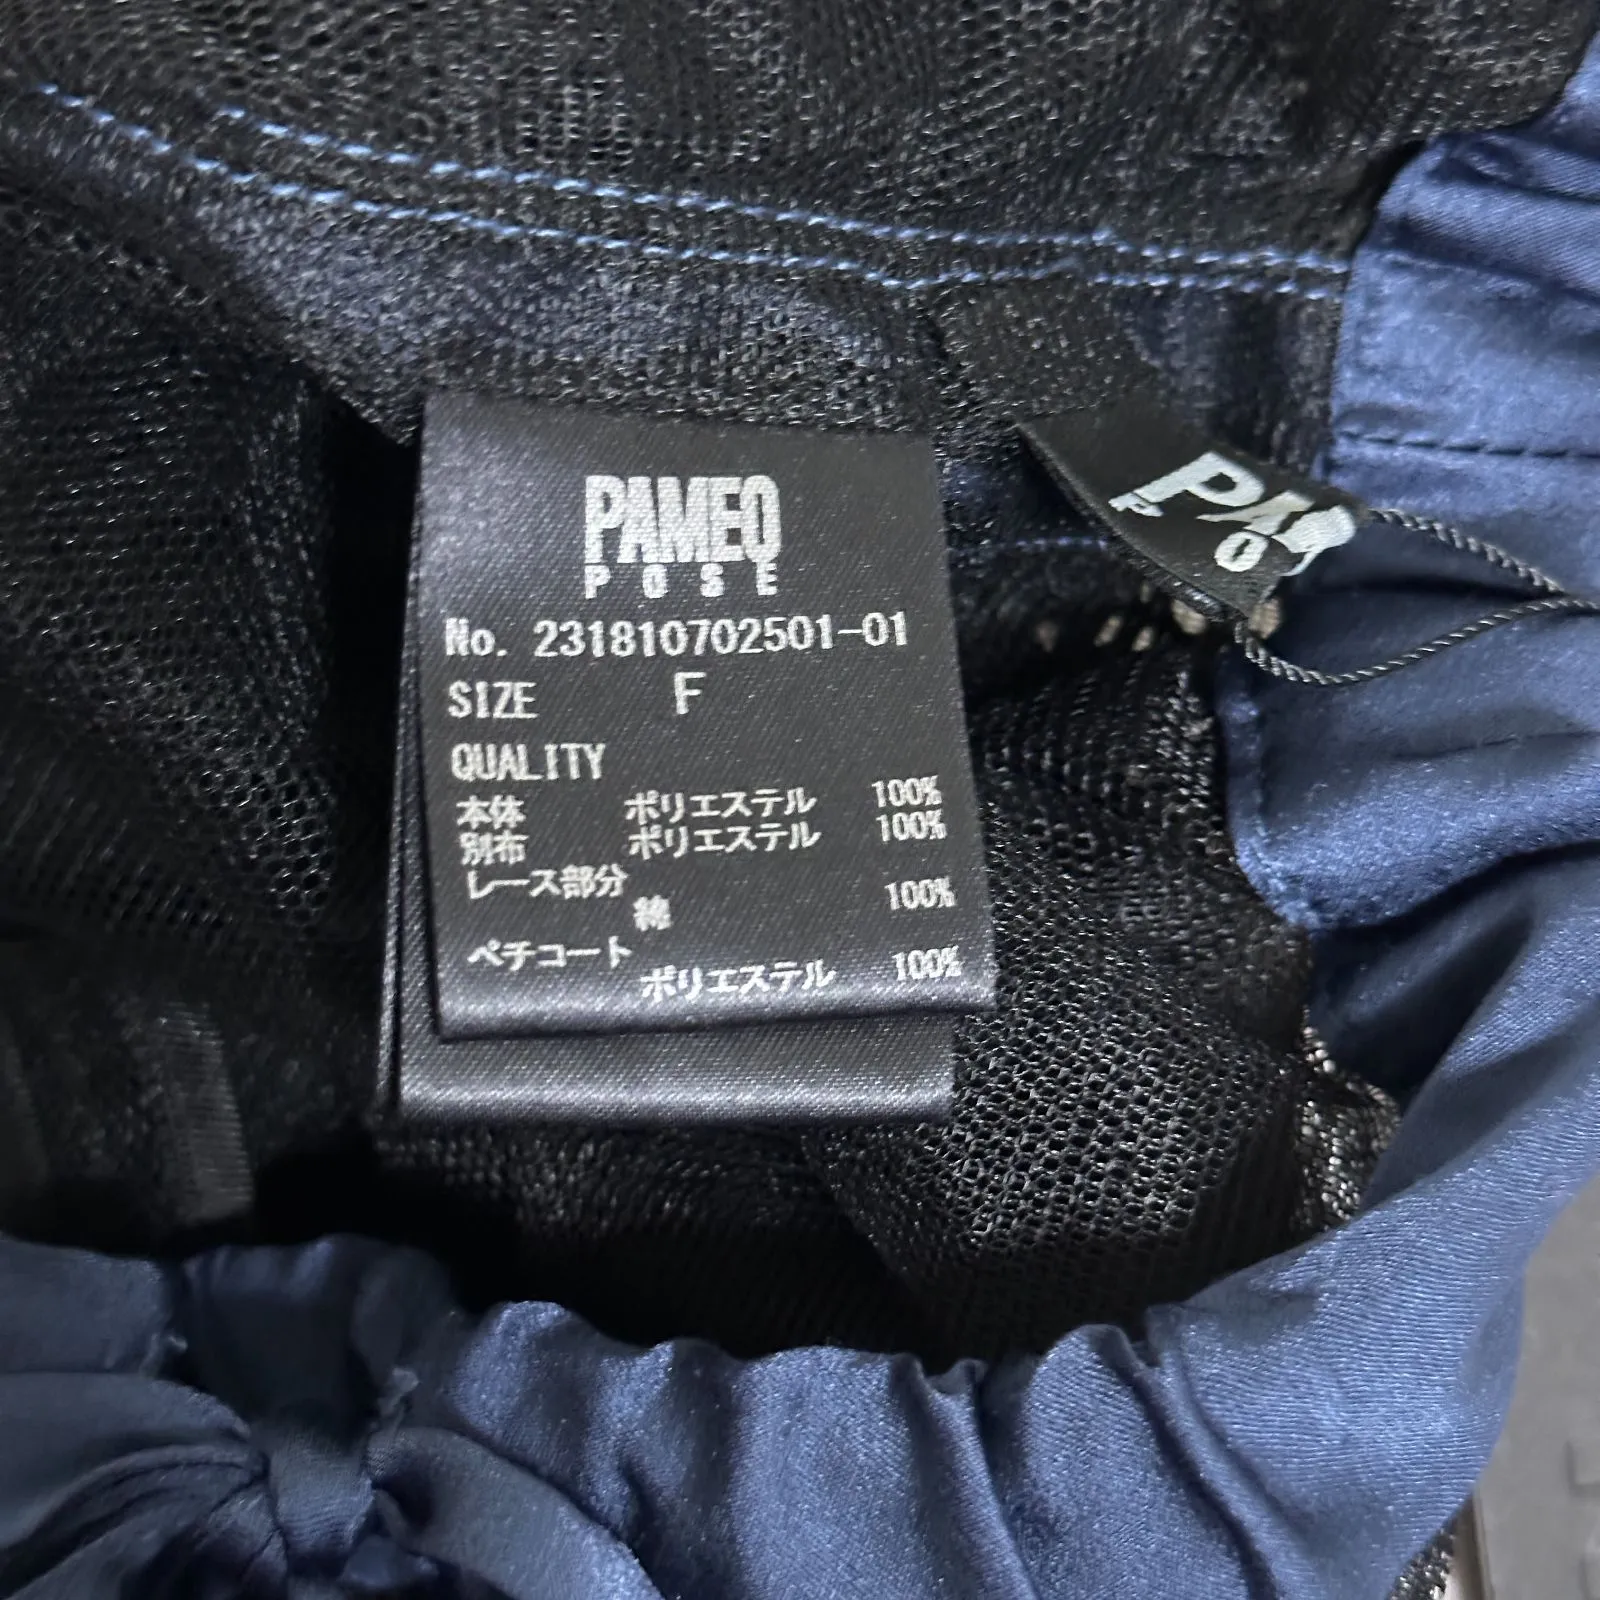 PAMEO
POSE
No. 231810702501-01
SIZE F
QUALITY
本体 ポリエステル 100%
別布 ポリエステル 100%
レース部分
綿 100%
ペチコート
ポリエステル 100%